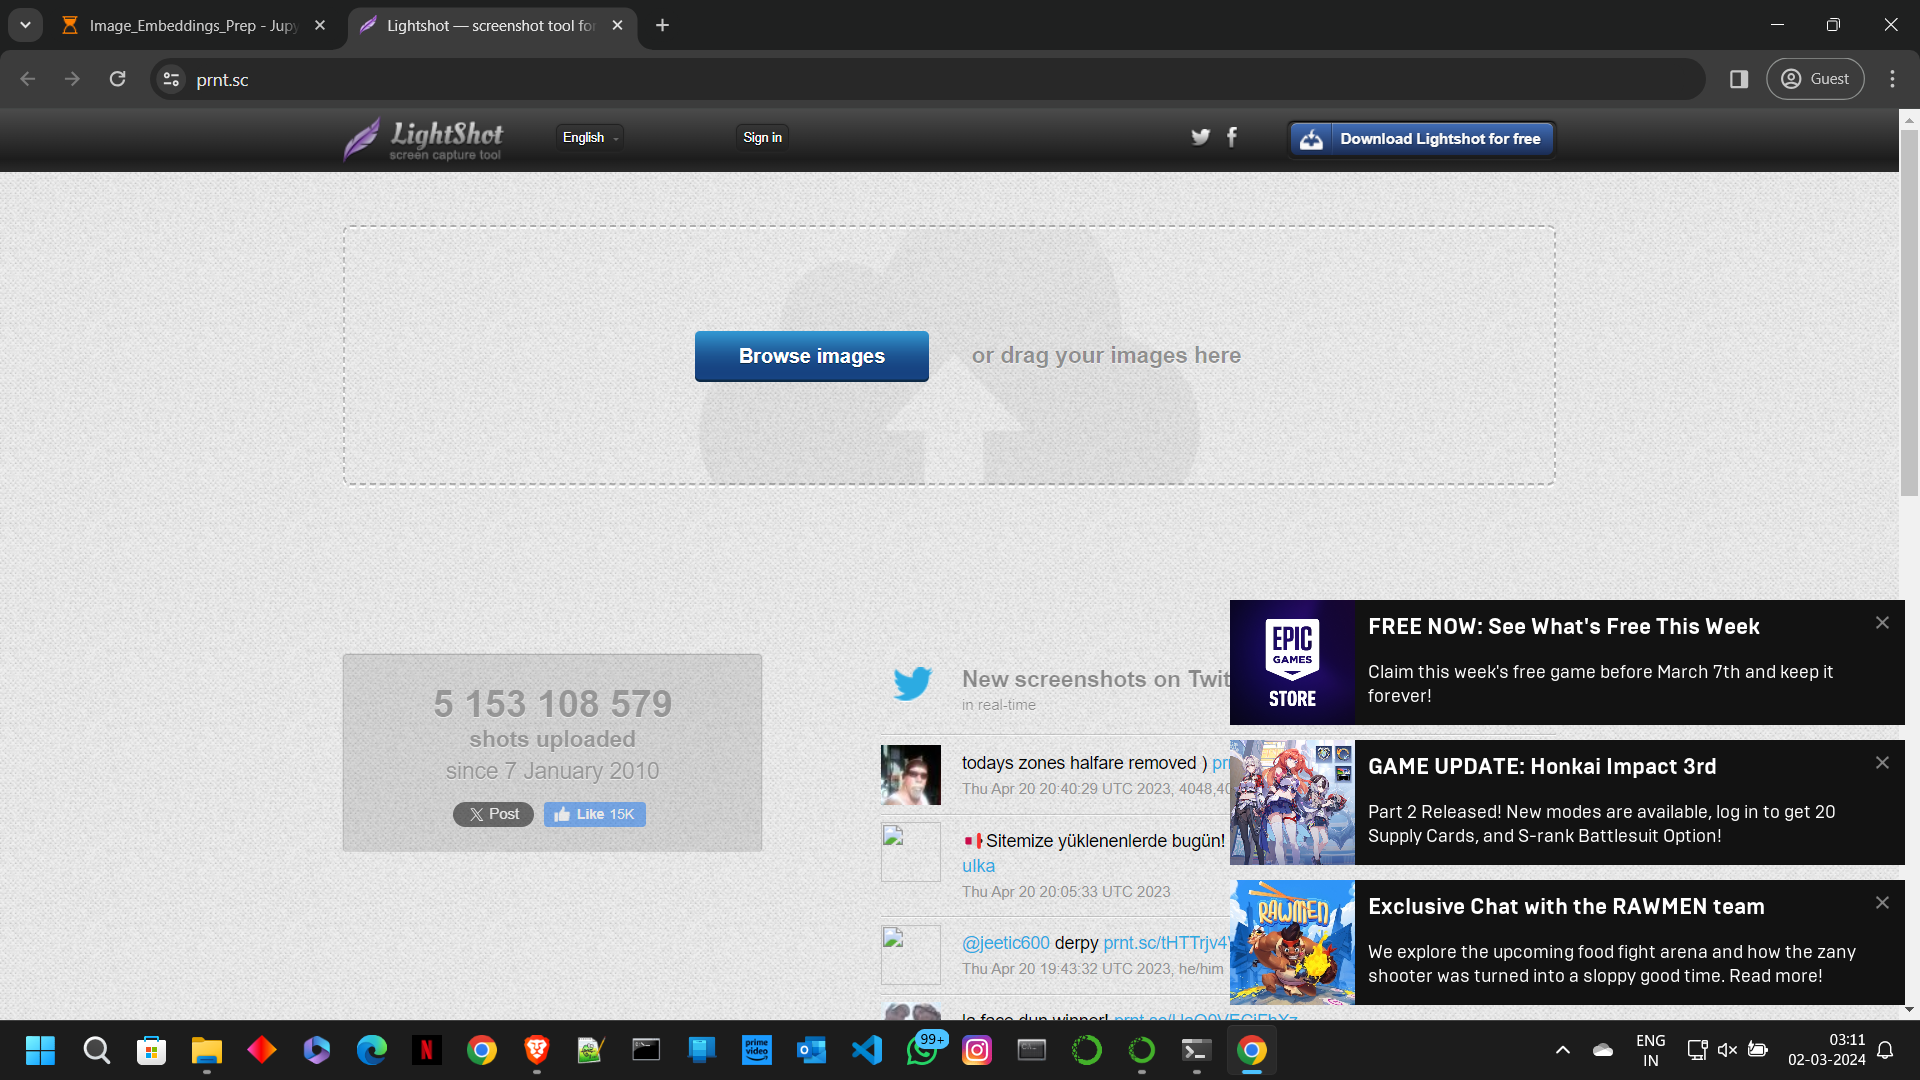 Image_Embeddings_Prep - Jupy
Lightshot — screenshot tool for
prnt.sc
Guest
LightShot
screen capture tool
English
Sign in
Download Lightshot for free
Browse images
or drag your images here
5 153 108 579
shots uploaded
since 7 January 2010
Post
Like 15K
New screenshots on Twit
in real-time
todays zones halfare removed ) pr
Thu Apr 20 20:40:29 UTC 2023, 4048,40
Sitemize yüklenenlerde bugün!
ulka
Thu Apr 20 20:05:33 UTC 2023
@jeetic600 derpy prnt.sc/tHTTrjv4
Thu Apr 20 19:43:32 UTC 2023, he/him
EPIC
GAMES
STORE
FREE NOW: See What's Free This Week
Claim this week's free game before March 7th and keep it
forever!
GAME UPDATE: Honkai Impact 3rd
Part 2 Released! New modes are available, log in to get 20
Supply Cards, and S-rank Battlesuit Option!
RAWMEN
Exclusive Chat with the RAWMEN team
We explore the upcoming food fight arena and how the zany
shooter was turned into a sloppy good time. Read more!
prime
video
99+
ENG
IN
03:11
02-03-2024